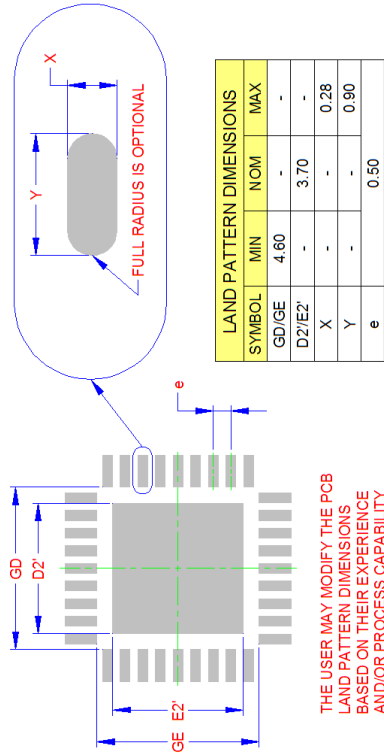 GD
D2'
GE
E2'
e
X
Y
FULL RADIUS IS OPTIONAL
THE USER MAY MODIFY THE PCB
LAND PATTERN DIMENSIONS
BASED ON THEIR EXPERIENCE
AND/OR PROCESS CAPABILITY
LAND PATTERN DIMENSIONS
SYMBOL MIN NOM MAX
GD/GE 4.60 - -
D2'/E2' - 3.70 -
X - - 0.28
Y - - 0.90
e 0.50